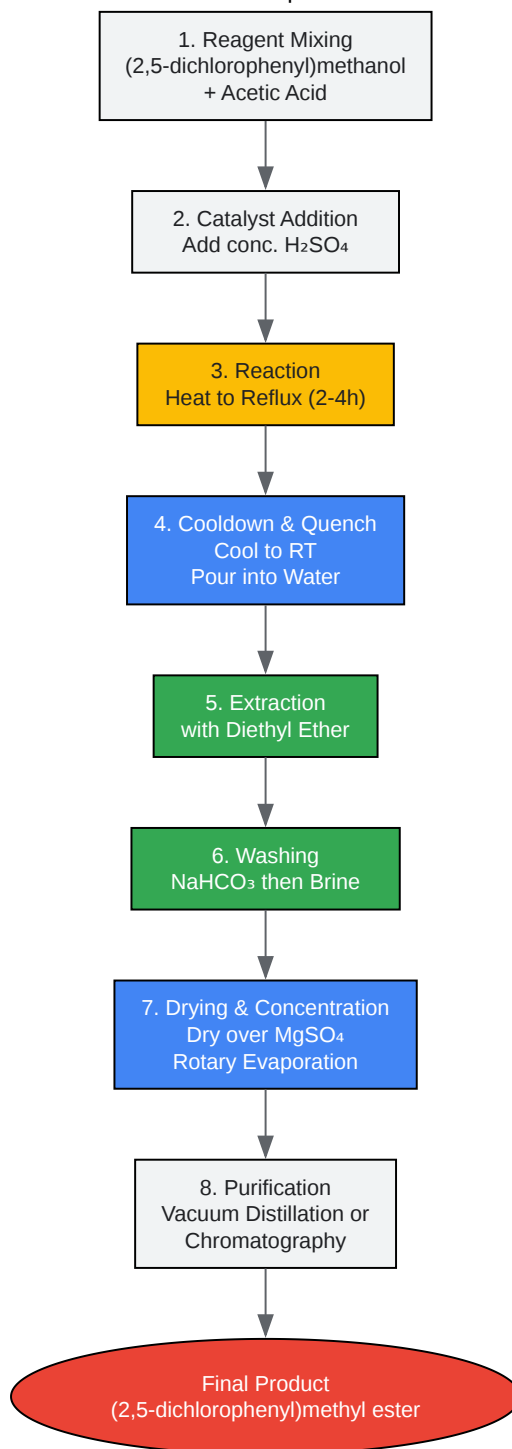 1. Reagent Mixing
(2,5-dichlorophenyl)methanol
+ Acetic Acid
2. Catalyst Addition
Add conc. H₂SO₄
3. Reaction
Heat to Reflux (2-4h)
4. Cooldown & Quench
Cool to RT
Pour into Water
5. Extraction
with Diethyl Ether
6. Washing
NaHCO₃ then Brine
7. Drying & Concentration
Dry over MgSO₄
Rotary Evaporation
8. Purification
Vacuum Distillation or
Chromatography
Final Product
(2,5-dichlorophenyl)methyl ester